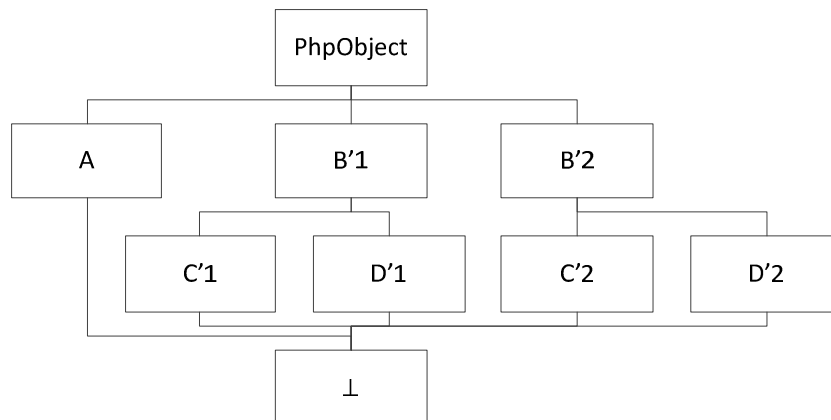 PhpObject
A
B’1
B’2
C’1
D’1
C’2
D’2
⊥